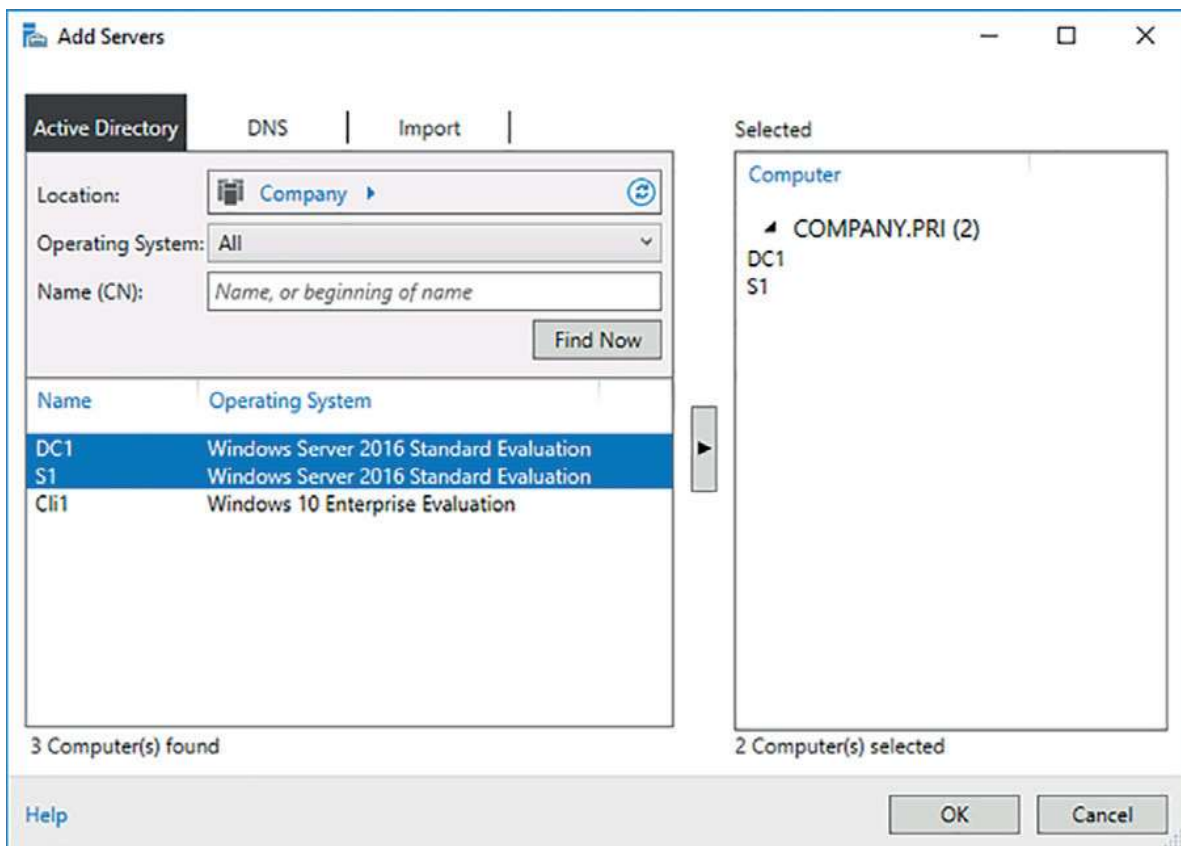 Add Servers
Active Directory DNS Import
Location: Company
Operating System: All
Name (CN): Name, or beginning of name
Find Now
Name Operating System
DC1 Windows Server 2016 Standard Evaluation
S1 Windows Server 2016 Standard Evaluation
Cli1 Windows 10 Enterprise Evaluation
3 Computer(s) found
Selected
Computer
COMPANY.PRI (2)
DC1
S1
2 Computer(s) selected
Help OK Cancel